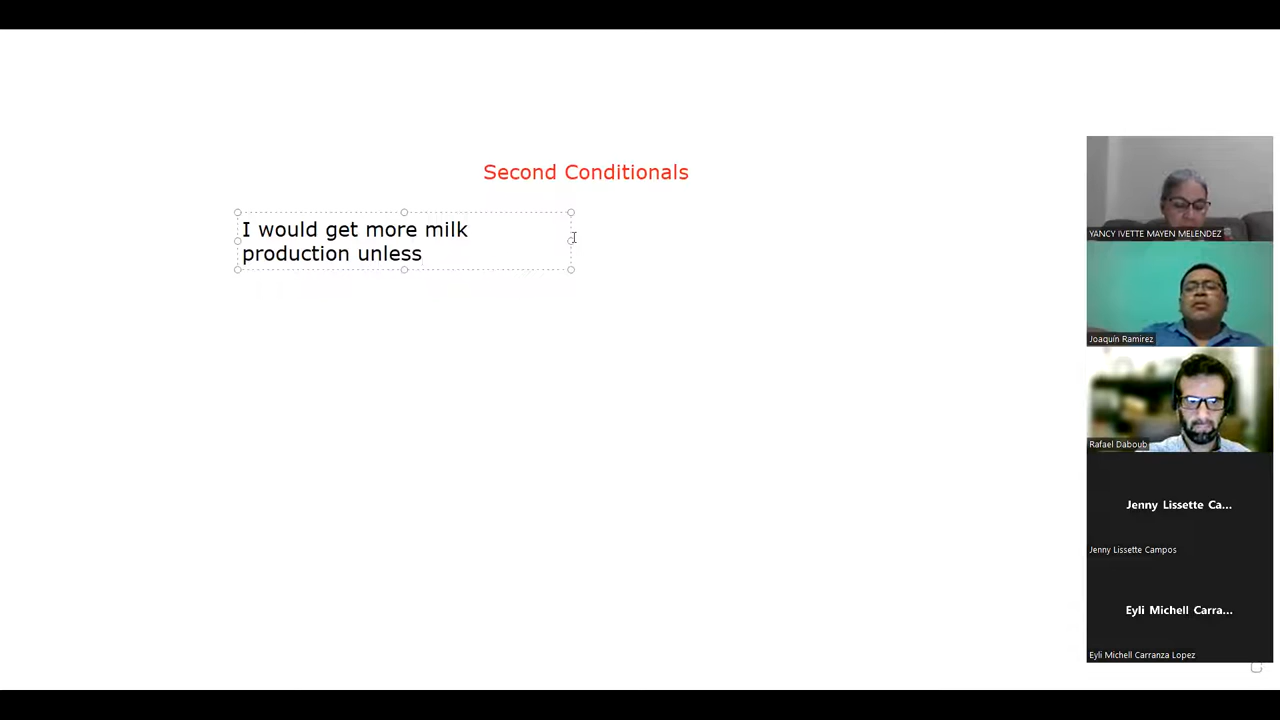 Second Conditionals
I would get more milk
production unless
YANCY IVETTE MAYEN MELENDEZ
Joaquín Ramirez
Rafael Daboub
Jenny Lissette Ca...
Jenny Lissette Campos
Eyli Michell Carra...
Eyli Michell Carranza Lopez